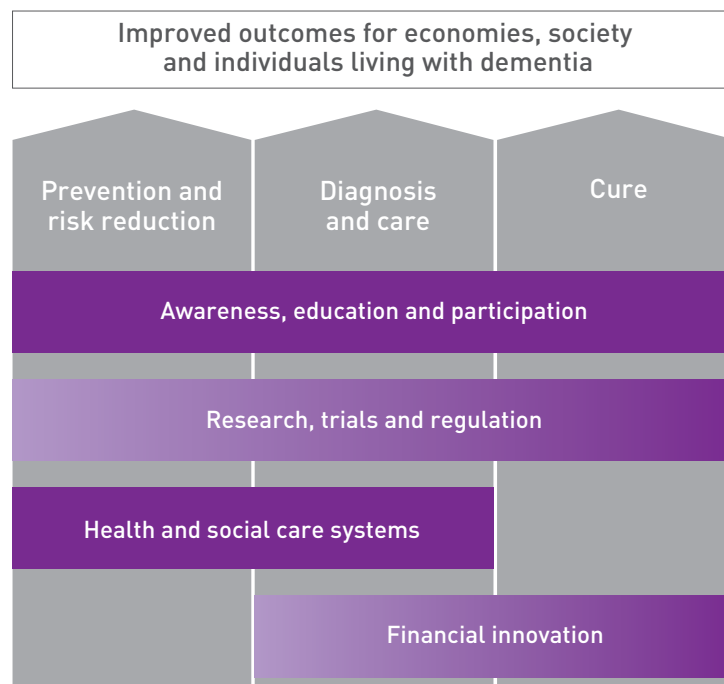 Improved outcomes for economies, society
and individuals living with dementia
Prevention and
risk reduction
Diagnosis
and care
Cure
Awareness, education and participation
Research, trials and regulation
Health and social care systems
Financial innovation